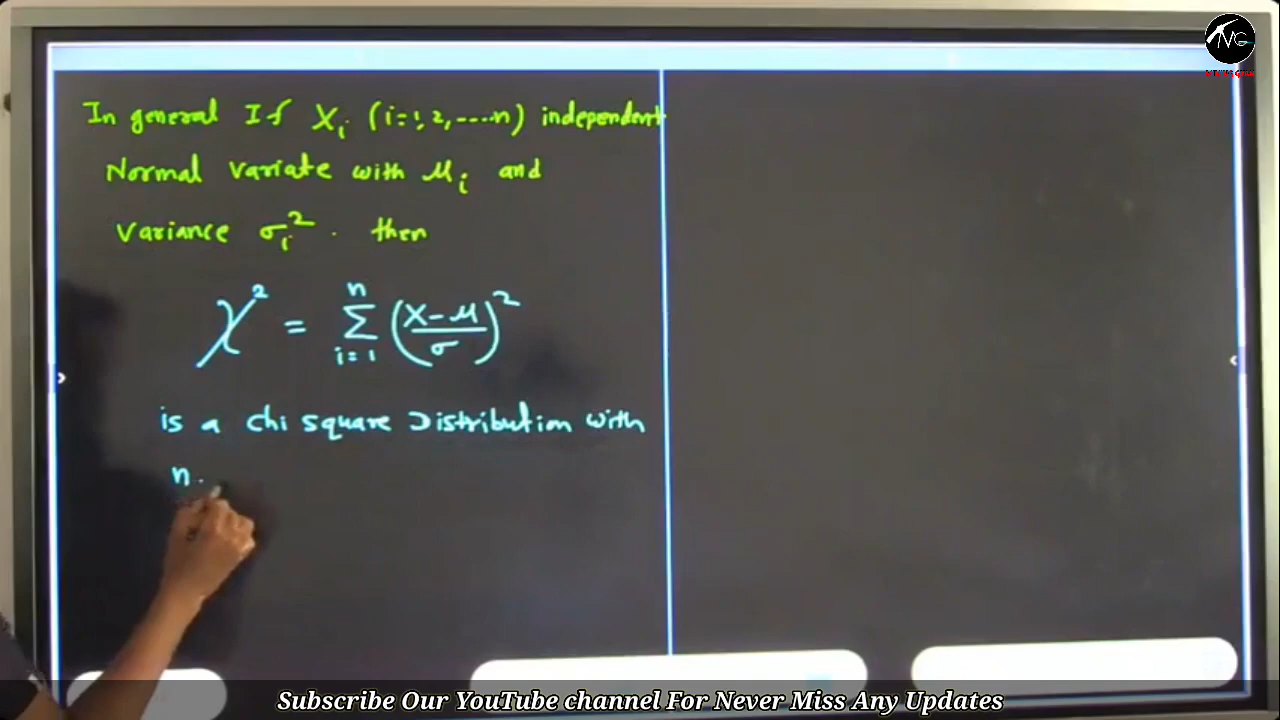 In general If Xi (i=1,2,-----n) independent
Normal variate with μi and
variance σi². then
χ² = Σ(i=1 to n) ((X-μ)/σ)²
is a chi square Distribution with
n.
Subscribe Our YouTube channel For Never Miss Any Updates